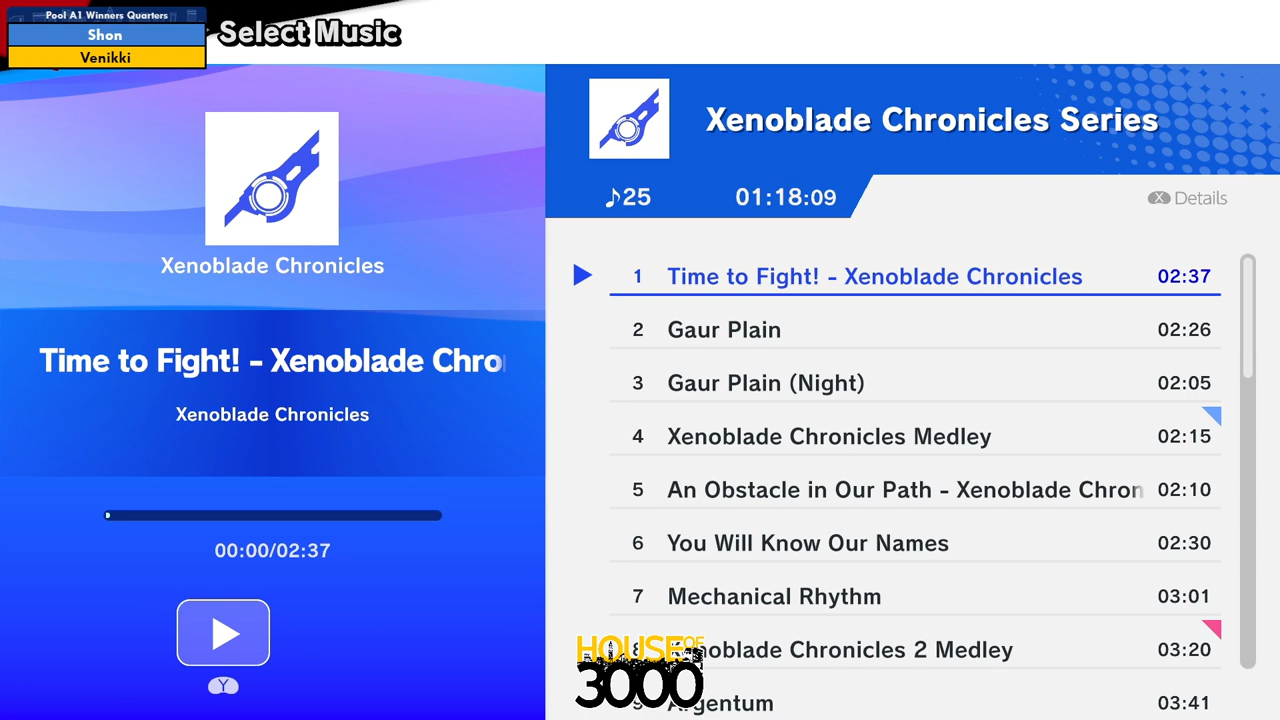 Pool A1 Winners Quarters
Shon
Venikki
Select Music
Xenoblade Chronicles
Time to Fight! – Xenoblade Chro
Xenoblade Chronicles
00:00/02:37
Y
Xenoblade Chronicles Series
♪25 01:18:09
X Details
1 Time to Fight! – Xenoblade Chronicles 02:37
2 Gaur Plain 02:26
3 Gaur Plain (Night) 02:05
4 Xenoblade Chronicles Medley 02:15
5 An Obstacle in Our Path – Xenoblade Chron 02:10
6 You Will Know Our Names 02:30
7 Mechanical Rhythm 03:01
8 Xenoblade Chronicles 2 Medley 03:20
9 Argentum 03:41
HOUSE OF
3000